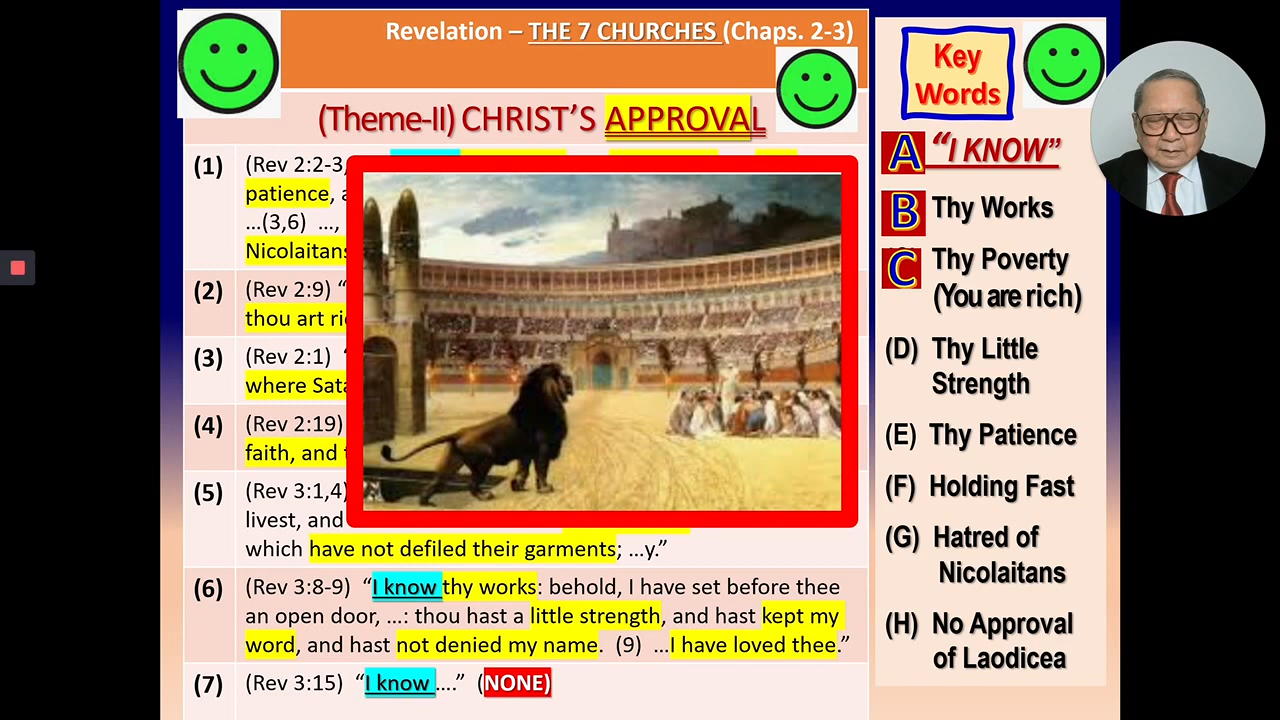 Revelation – THE 7 CHURCHES (Chaps. 2-3)
(Theme-II) CHRIST’S APPROVAL
(1) (Rev 2:2-3,
patience,
…(3,6) …,
Nicolaitans
(2) (Rev 2:9) “
thou art
(3) (Rev 2:1) “
where
(4) (Rev 2:19)
faith, and
(5) (Rev 3:1,4)
livest, and
which have not defiled their garments; …y.”
(6) (Rev 3:8-9) “I know thy works: behold, I have set before thee
an open door, …: thou hast a little strength, and hast kept my
word, and hast not denied my name. (9) …I have loved thee.”
(7) (Rev 3:15) “I know ….” (NONE)
Key
Words
A “I KNOW”
B Thy Works
C Thy Poverty
(You are rich)
(D) Thy Little
Strength
(E) Thy Patience
(F) Holding Fast
(G) Hatred of
Nicolaitans
(H) No Approval
of Laodicea